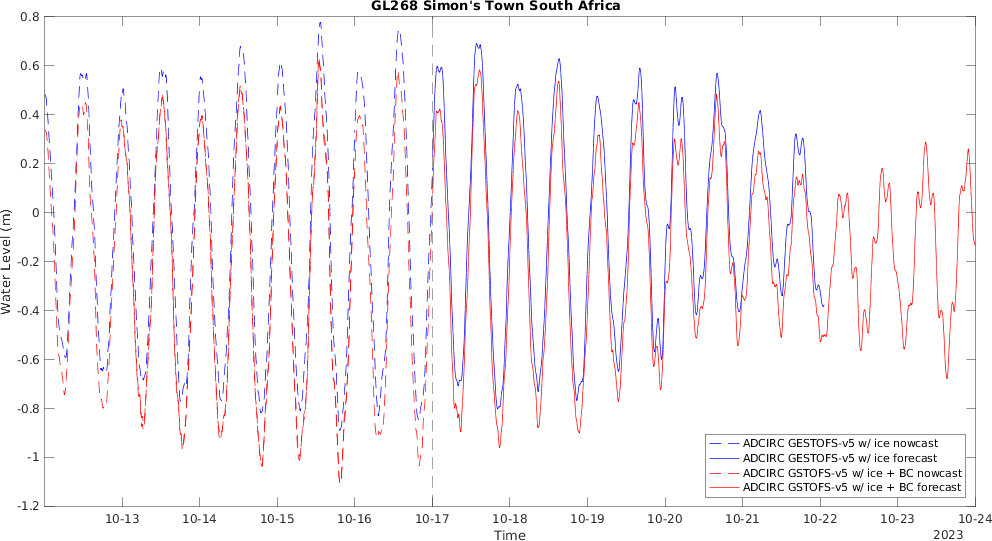 GL268 Simon's Town South Africa
0.8
0.6
0.4
0.2
0
-0.2
-0.4
-0.6
-0.8
-1
-1.2
Water Level (m)
ADCIRC GESTOFS-v5 w/ ice nowcast
ADCIRC GESTOFS-v5 w/ ice forecast
ADCIRC GSTOFS-v5 w/ ice + BC nowcast
ADCIRC GSTOFS-v5 w/ ice + BC forecast
10-13 10-14 10-15 10-16 10-17 10-18 10-19 10-20 10-21 10-22 10-23 10-24
Time
2023